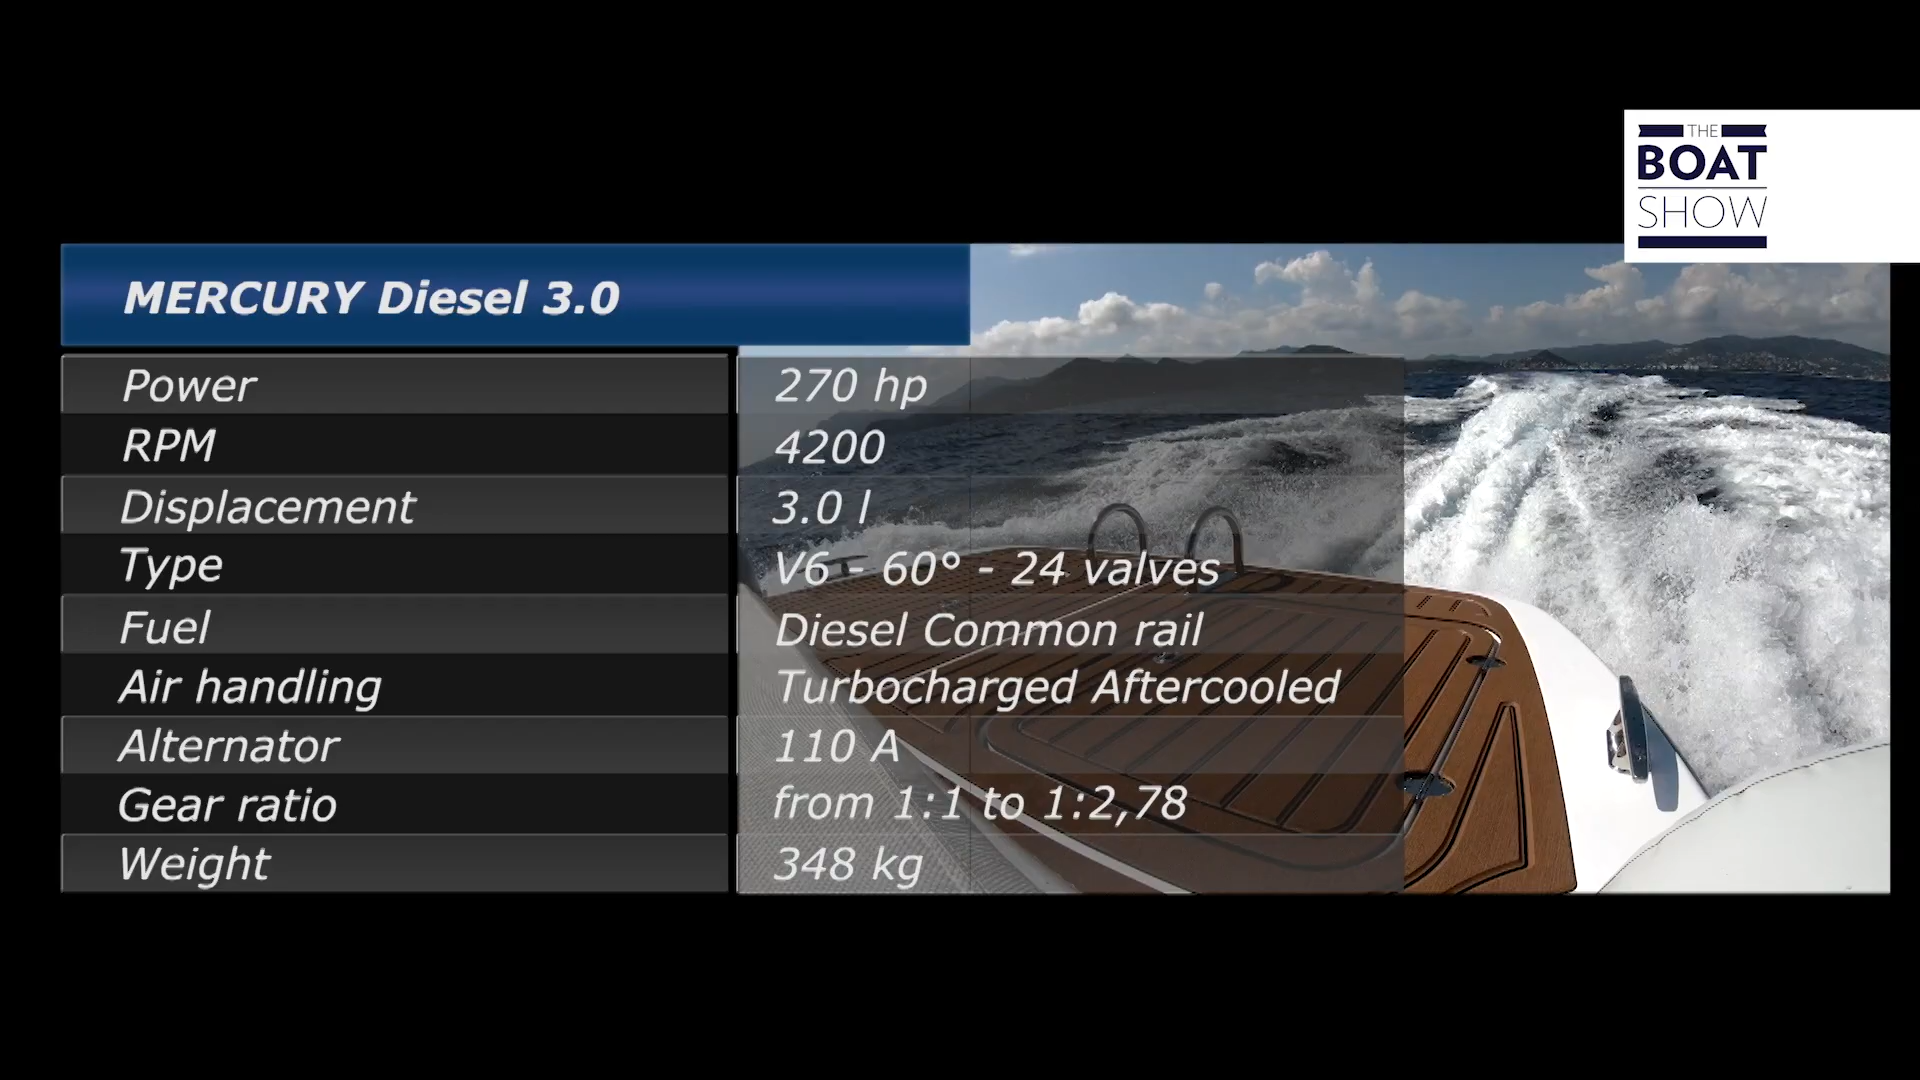 THE
BOAT
SHOW
MERCURY Diesel 3.0
Power 270 hp
RPM 4200
Displacement 3.0 l
Type V6 - 60° - 24 valves
Fuel Diesel Common rail
Air handling Turbocharged Aftercooled
Alternator 110 A
Gear ratio from 1:1 to 1:2,78
Weight 348 kg